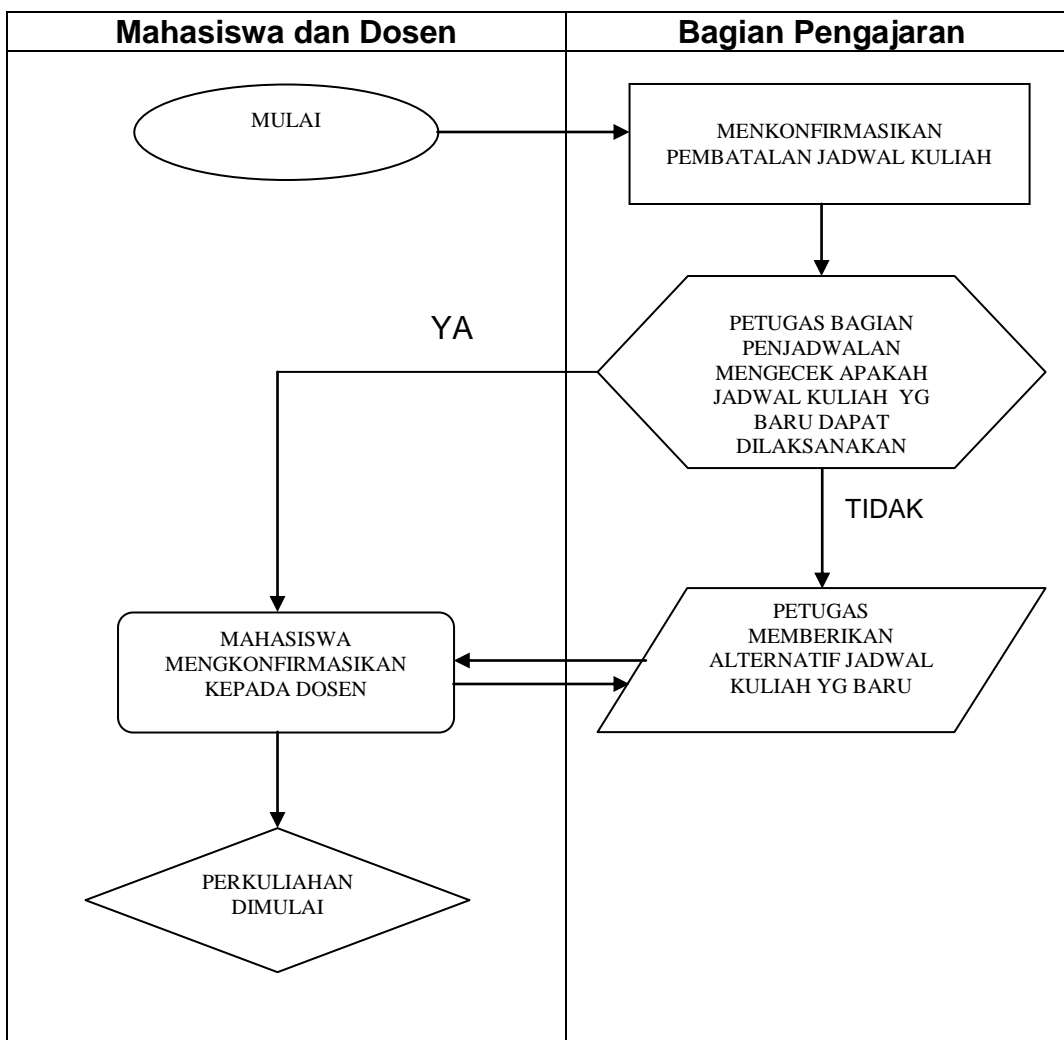 Mahasiswa dan Dosen
Bagian Pengajaran
MULAI
MENKONFIRMASIKAN
PEMBATALAN JADWAL KULIAH
YA
PETUGAS BAGIAN
PENJADWALAN
MENGECEK APAKAH
JADWAL KULIAH YG
BARU DAPAT
DILAKSANAKAN
TIDAK
MAHASISWA
MENGKONFIRMASIKAN
KEPADA DOSEN
PETUGAS
MEMBERIKAN
ALTERNATIF JADWAL
KULIAH YG BARU
PERKULIAHAN
DIMULAI